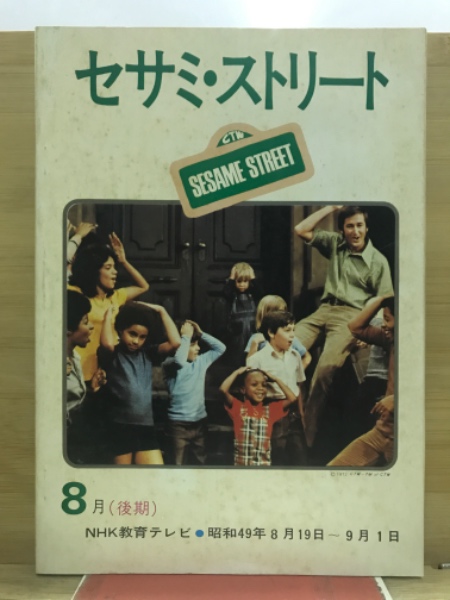 セサミ・ストリート
CTW
SESAME STREET
8月(後期)
NHK教育テレビ●昭和49年8月19日〜9月1日